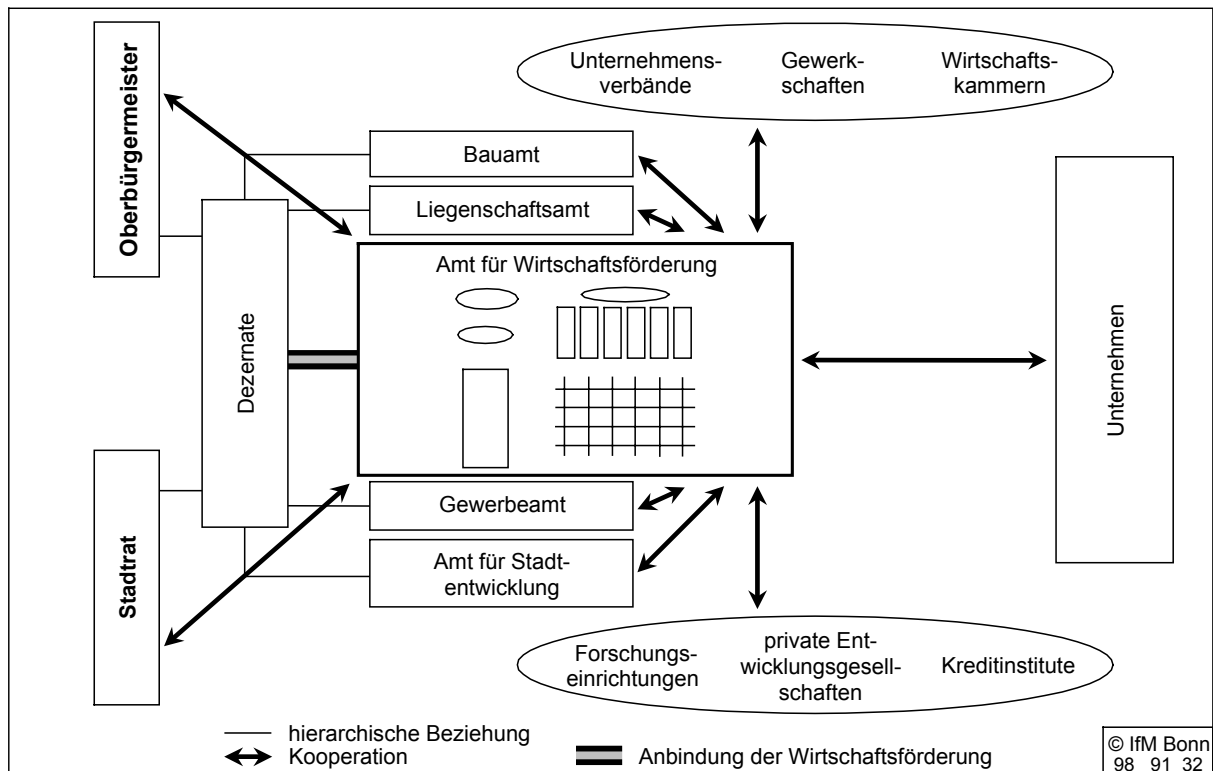 Oberbürgermeister
Unternehmens-
verbände
Gewerk-
schaften
Wirtschafts-
kammern
Bauamt
Liegenschaftsamt
Amt für Wirtschaftsförderung
Dezernate
Unternehmen
Stadtrat
Gewerbeamt
Amt für Stadt-
entwicklung
Forschungs-
einrichtungen
private Ent-
wicklungsgesell-
schaften
Kreditinstitute
hierarchische Beziehung
Kooperation
Anbindung der Wirtschaftsförderung
© IfM Bonn
98 91 32